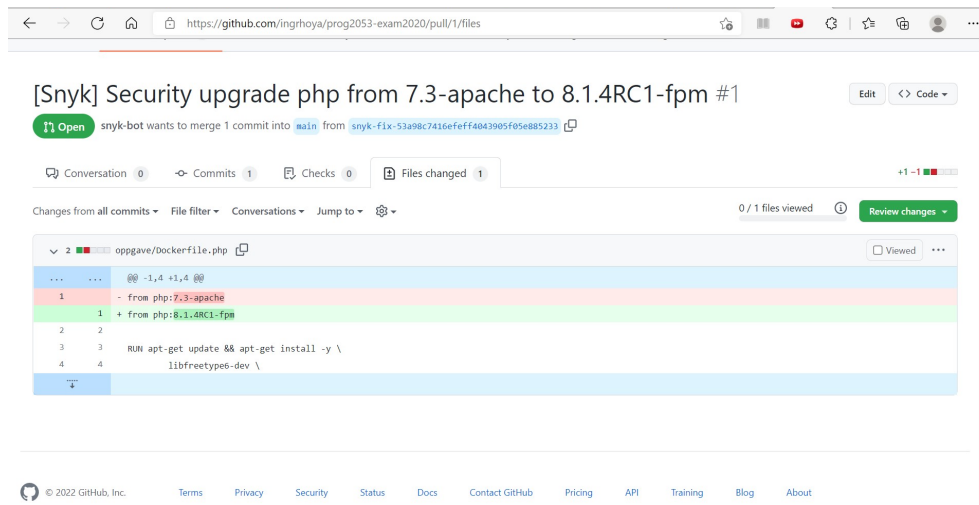 https://github.com/ingrhoya/prog2053-exam2020/pull/1/files
[Snyk] Security upgrade php from 7.3-apache to 8.1.4RC1-fpm #1
Edit <> Code
Open snyk-bot wants to merge 1 commit into main from snyk-fix-53a98c7416efeff4043905f05e885233
Conversation 0 Commits 1 Checks 0 Files changed 1 +1 −1
Changes from all commits File filter Conversations Jump to 0 / 1 files viewed Review changes
2 oppgave/Dockerfile.php Viewed ...
... ... @@ -1,4 +1,4 @@
1 - from php:7.3-apache
1 + from php:8.1.4RC1-fpm
2 2
3 3 RUN apt-get update && apt-get install -y \
4 4 libfreetype6-dev \
© 2022 GitHub, Inc. Terms Privacy Security Status Docs Contact GitHub Pricing API Training Blog About